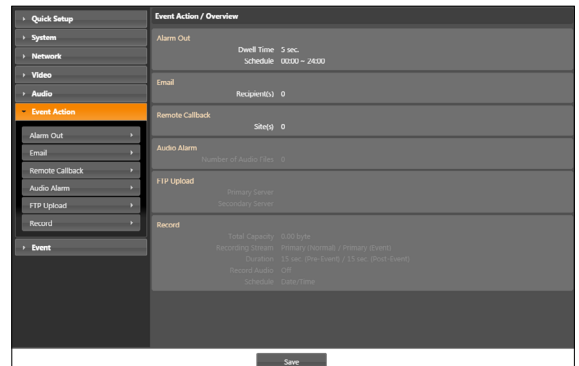 Quick Setup
System
Network
Video
Audio
Event Action
Alarm Out
Email
Remote Callback
Audio Alarm
FTP Upload
Record
Event
Event Action / Overview
Alarm Out
Dwell Time 5 sec.
Schedule 00:00 ~ 24:00
Email
Recipient(s) 0
Remote Callback
Site(s) 0
Audio Alarm
Number of Audio Files 0
FTP Upload
Primary Server
Secondary Server
Record
Total Capacity 0.00 byte
Recording Stream Primary (Normal) / Primary (Event)
Duration 15 sec. (Pre-Event) / 15 sec. (Post-Event)
Record Audio Off
Schedule Date/Time
Save